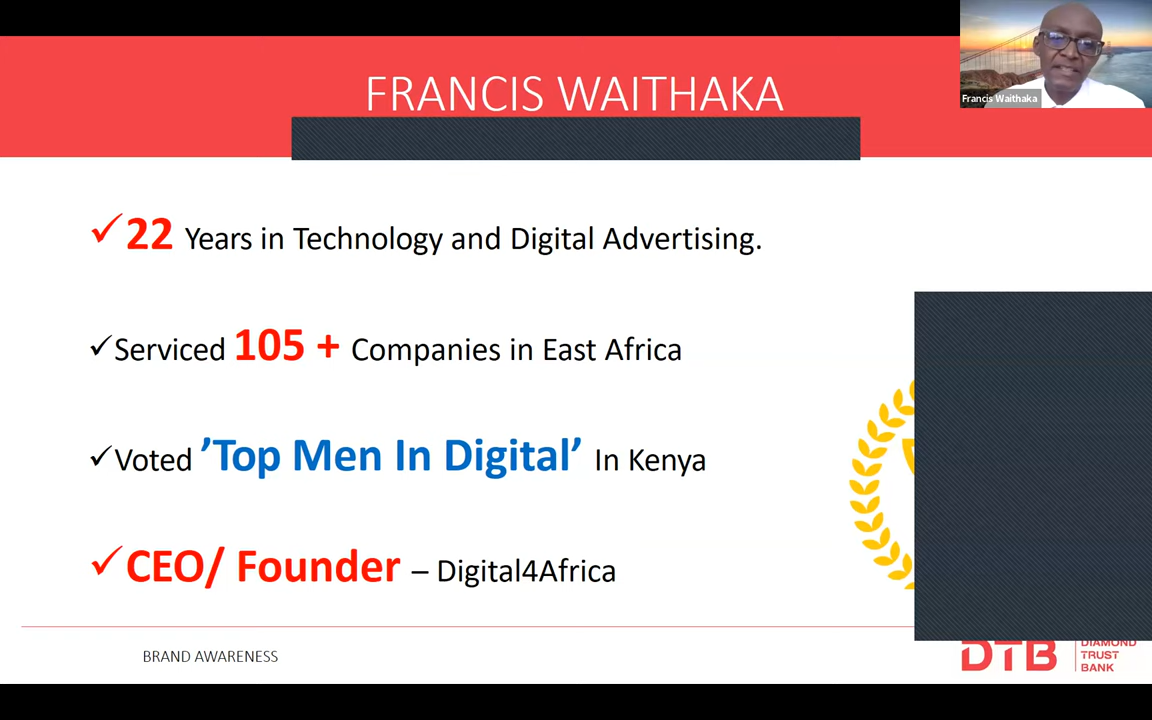 FRANCIS WAITHAKA
Francis Waithaka
✓22 Years in Technology and Digital Advertising.
✓Serviced 105 + Companies in East Africa
✓Voted ’Top Men In Digital’ In Kenya
✓CEO/ Founder – Digital4Africa
BRAND AWARENESS
DTB
DIAMOND
TRUST
BANK